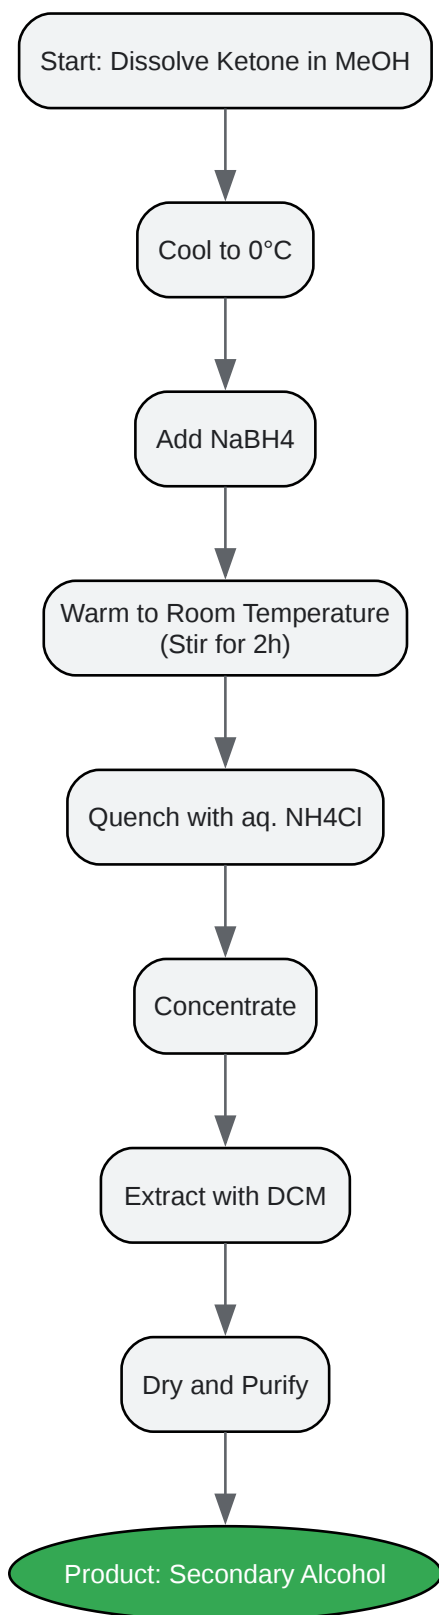 Start: Dissolve Ketone in MeOH
Cool to 0°C
Add NaBH4
Warm to Room Temperature
(Stir for 2h)
Quench with aq. NH4Cl
Concentrate
Extract with DCM
Dry and Purify
Product: Secondary Alcohol